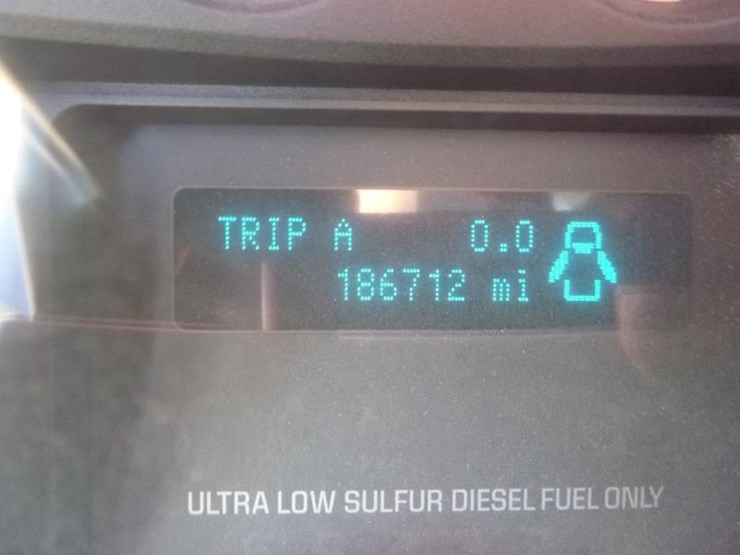 TRIP A 0.0
186712 mi
ULTRA LOW SULFUR DIESEL FUEL ONLY